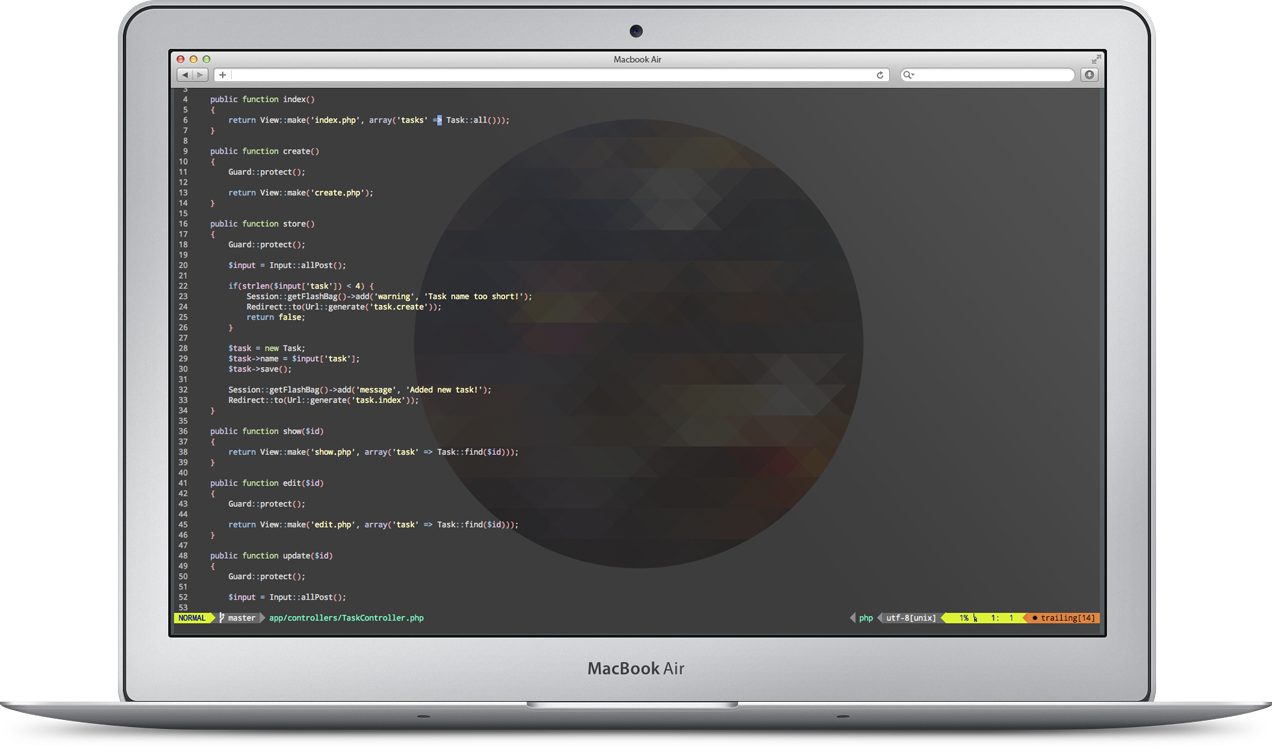 Macbook Air
3
4 public function index()
5 {
6 return View::make('index.php', array('tasks' => Task::all()));
7 }
8
9 public function create()
10 {
11 Guard::protect();
12
13 return View::make('create.php');
14 }
15
16 public function store()
17 {
18 Guard::protect();
19
20 $input = Input::allPost();
21
22 if(strlen($input['task']) < 4) {
23 Session::getFlashBag()->add('warning', 'Task name too short!');
24 Redirect::to(Url::generate('task.create'));
25 return false;
26 }
27
28 $task = new Task;
29 $task->name = $input['task'];
30 $task->save();
31
32 Session::getFlashBag()->add('message', 'Added new task!');
33 Redirect::to(Url::generate('task.index'));
34 }
35
36 public function show($id)
37 {
38 return View::make('show.php', array('task' => Task::find($id)));
39 }
40
41 public function edit($id)
42 {
43 Guard::protect();
44
45 return View::make('edit.php', array('task' => Task::find($id)));
46 }
47
48 public function update($id)
49 {
50 Guard::protect();
51
52 $input = Input::allPost();
53
NORMAL master app/controllers/TaskController.php php utf-8[unix] 1% 1: 1 trailing[14]
MacBook Air